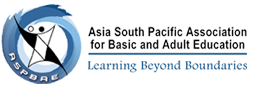 ASPBAE
Asia South Pacific Association
for Basic and Adult Education
Learning Beyond Boundaries